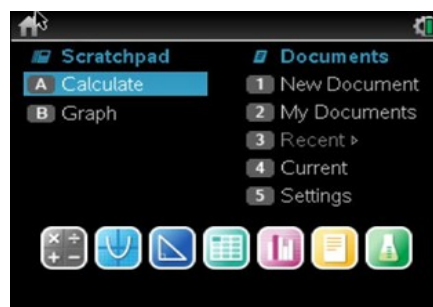 Scratchpad
A Calculate
B Graph
Documents
1 New Document
2 My Documents
3 Recent ▸
4 Current
5 Settings